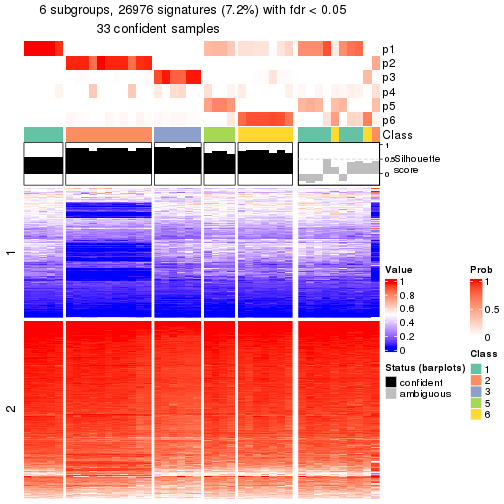 6 subgroups, 26976 signatures (7.2%) with fdr < 0.05
33 confident samples
p1
p2
p3
p4
p5
p6
Class
1
0.5
0
Silhouette
score
1
2
Value
1
0.8
0.6
0.4
0.2
0
Status (barplots)
confident
ambiguous
Prob
1
0.5
0
Class
1
2
3
5
6